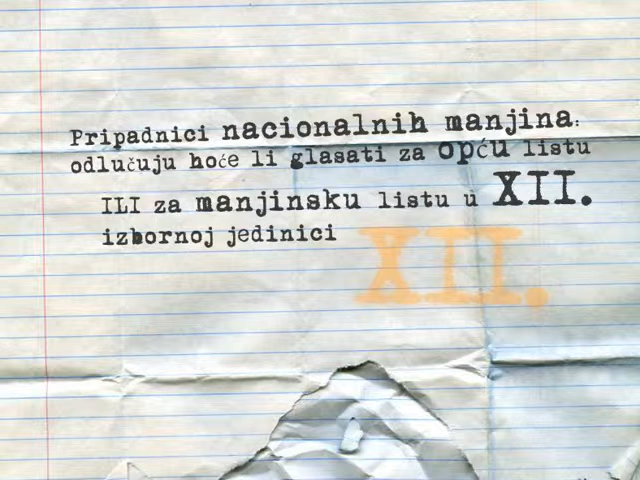 Pripadnici nacionalnih manjina:
odlučuju hoće li glasati za opću listu
ILI za manjinsku listu u XII.
izbornoj jedinici
XII.